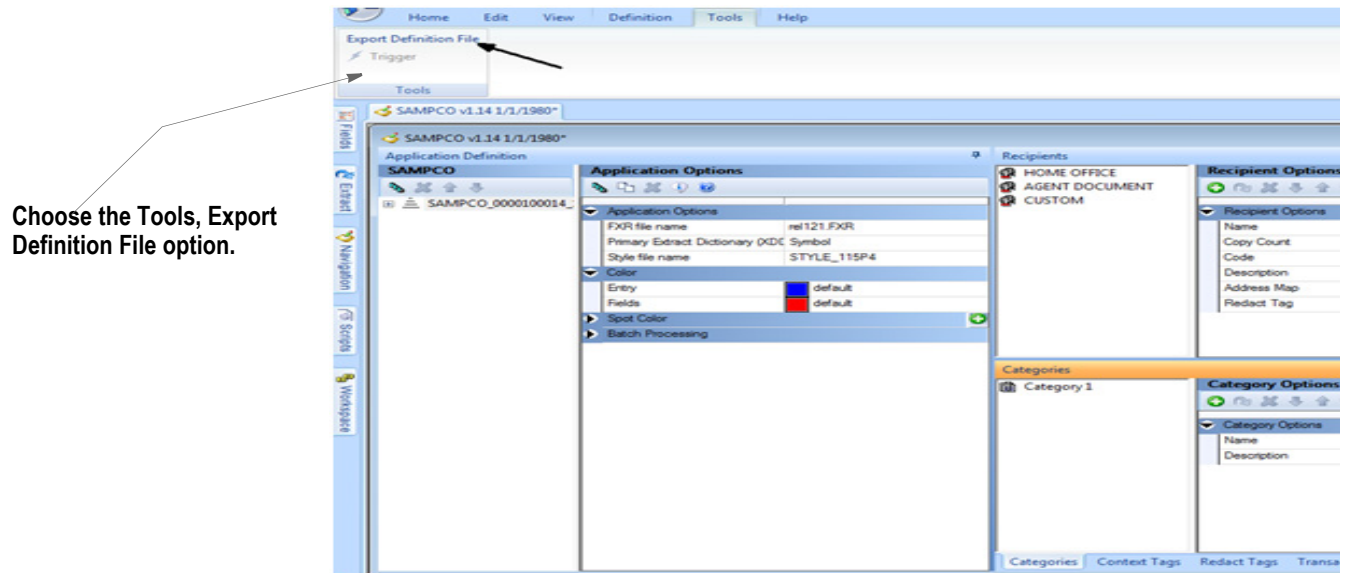 Home Edit View Definition Tools Help
Export Definition File
Trigger
Tools
SAMPCO v1.14 1/1/1980*
SAMPCO v1.14 1/1/1980*
Fields
Extract
Navigation
Scripts
Workspace
Choose the Tools, Export
Definition File option.
Application Definition
SAMPCO
SAMPCO_0000100014_
Application Options
Application Options
FXR file name rel121.FXR
Primary Extract Dictionary (XDD Symbol
Style file name STYLE_115P4
Color
Entry default
Fields default
Spot Color
Batch Processing
Recipients
HOME OFFICE
AGENT DOCUMENT
CUSTOM
Recipient Options
Recipient Options
Name
Copy Count
Code
Description
Address Map
Redact Tag
Categories
Category 1
Category Options
Category Options
Name
Description
Categories Context Tags Redact Tags Transa